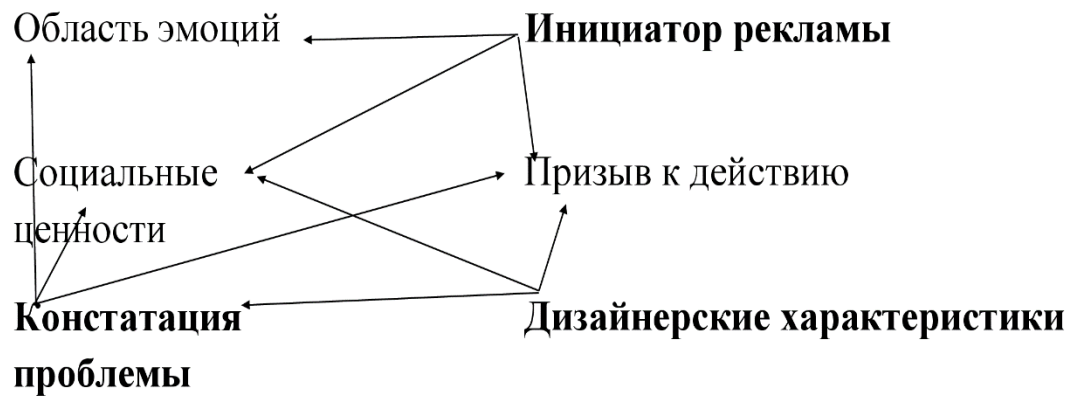 Область эмоций
Инициатор рекламы
Социальные
ценности
Призыв к действию
Констатация
проблемы
Дизайнерские характеристики